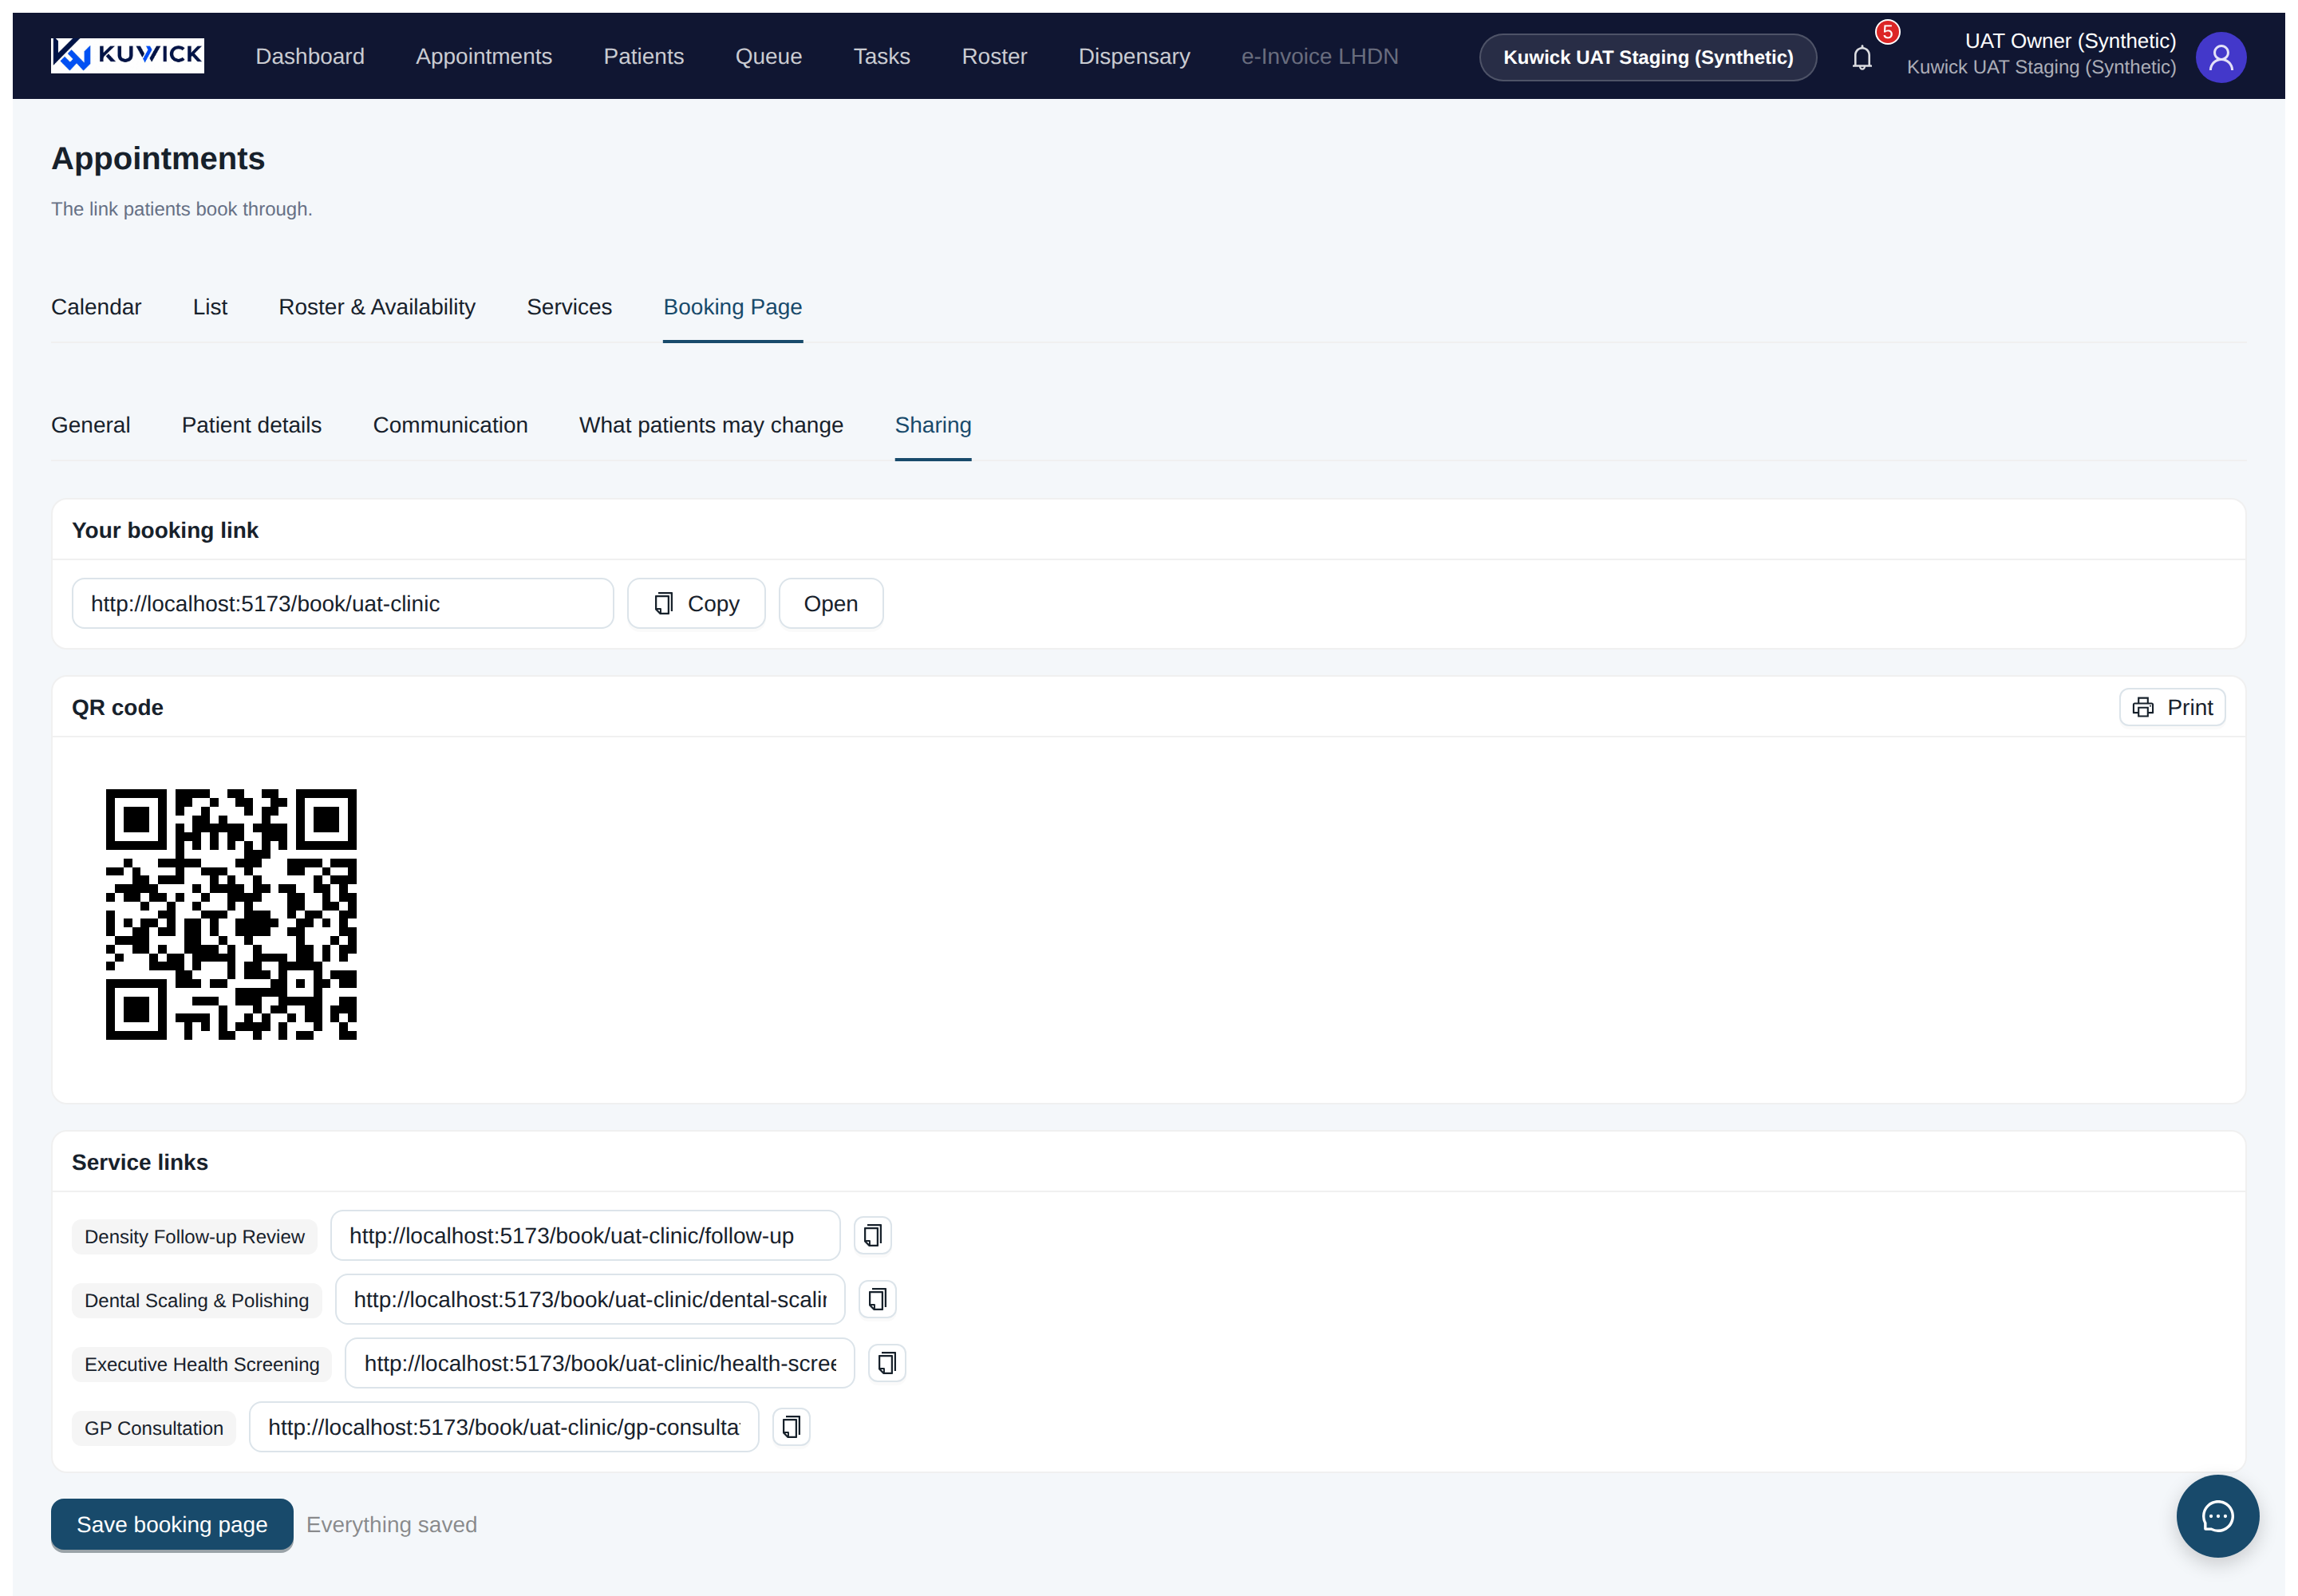 KUWICK
Dashboard
Appointments
Patients
Queue
Tasks
Roster
Dispensary
e-Invoice LHDN
Kuwick UAT Staging (Synthetic)
5
UAT Owner (Synthetic)
Kuwick UAT Staging (Synthetic)
Appointments
The link patients book through.
Calendar
List
Roster & Availability
Services
Booking Page
General
Patient details
Communication
What patients may change
Sharing
Your booking link
http://localhost:5173/book/uat-clinic
Copy
Open
QR code
Print
Service links
Density Follow-up Review
http://localhost:5173/book/uat-clinic/follow-up
Dental Scaling & Polishing
http://localhost:5173/book/uat-clinic/dental-scalin
Executive Health Screening
http://localhost:5173/book/uat-clinic/health-scree
GP Consultation
http://localhost:5173/book/uat-clinic/gp-consultat
Save booking page
Everything saved